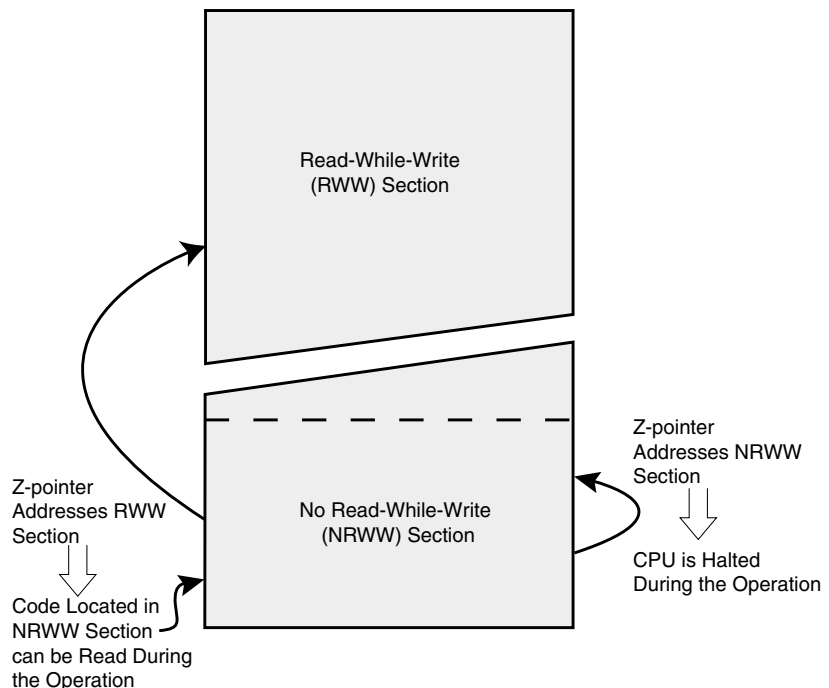 Read-While-Write
(RWW) Section
Z-pointer
Addresses NRWW
Section
Z-pointer
Addresses RWW
Section
No Read-While-Write
(NRWW) Section
CPU is Halted
During the Operation
Code Located in
NRWW Section
can be Read During
the Operation